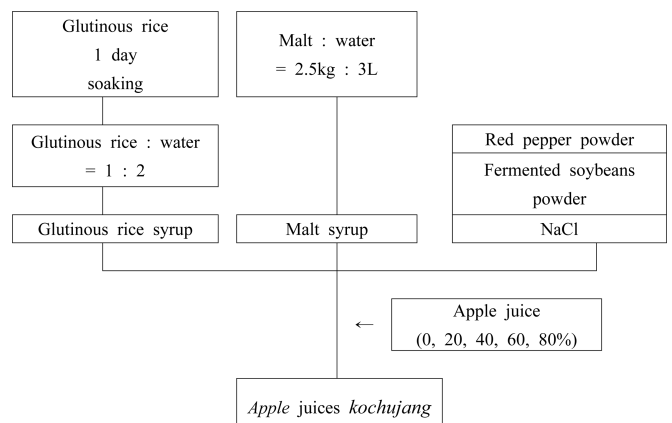 Glutinous rice
1 day
soaking
Malt : water
= 2.5kg : 3L
Glutinous rice : water
= 1 : 2
Red pepper powder
Fermented soybeans
powder
NaCl
Glutinous rice syrup
Malt syrup
←
Apple juice
(0, 20, 40, 60, 80%)
Apple juices kochujang